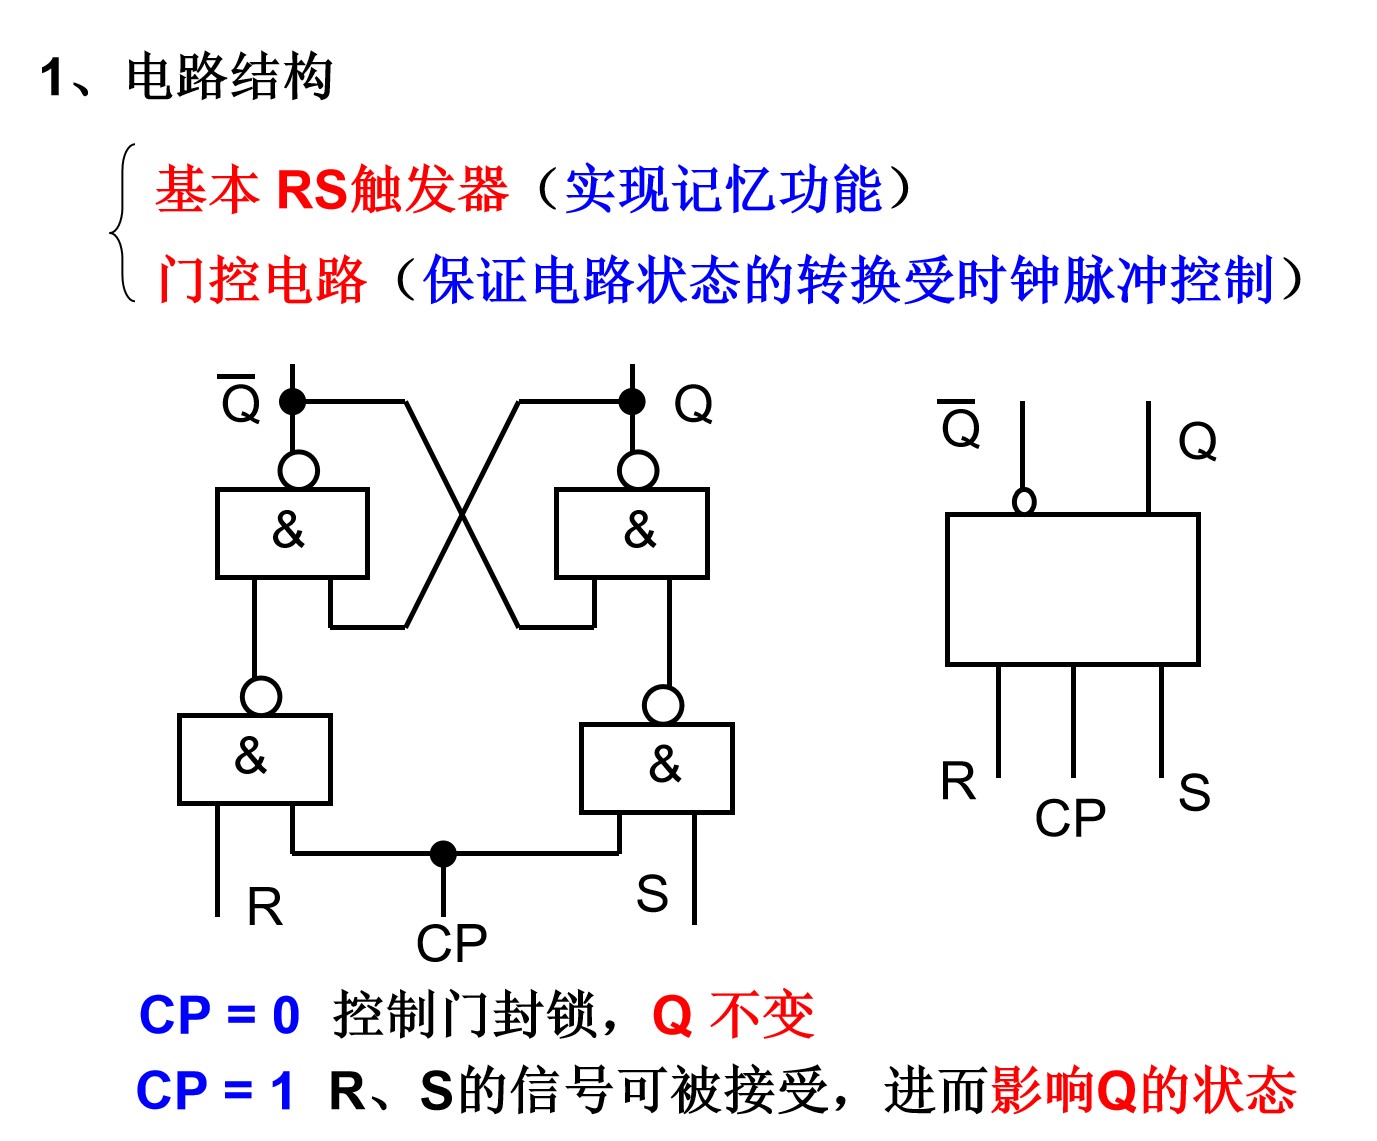 1、电路结构
基本 RS触发器（实现记忆功能）
门控电路（保证电路状态的转换受时钟脉冲控制）
Q̅ Q
& &
& &
R CP S
Q̅ Q
R CP S
CP = 0 控制门封锁，Q 不变
CP = 1 R、S的信号可被接受，进而影响Q的状态